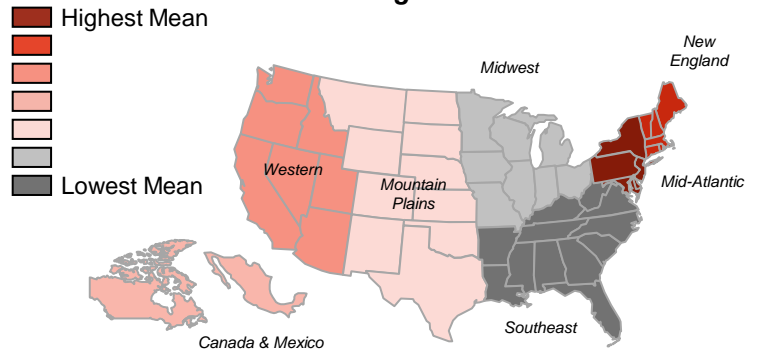 Highest Mean
New
England
Midwest
Western
Mountain
Plains
Mid-Atlantic
Lowest Mean
Southeast
Canada & Mexico